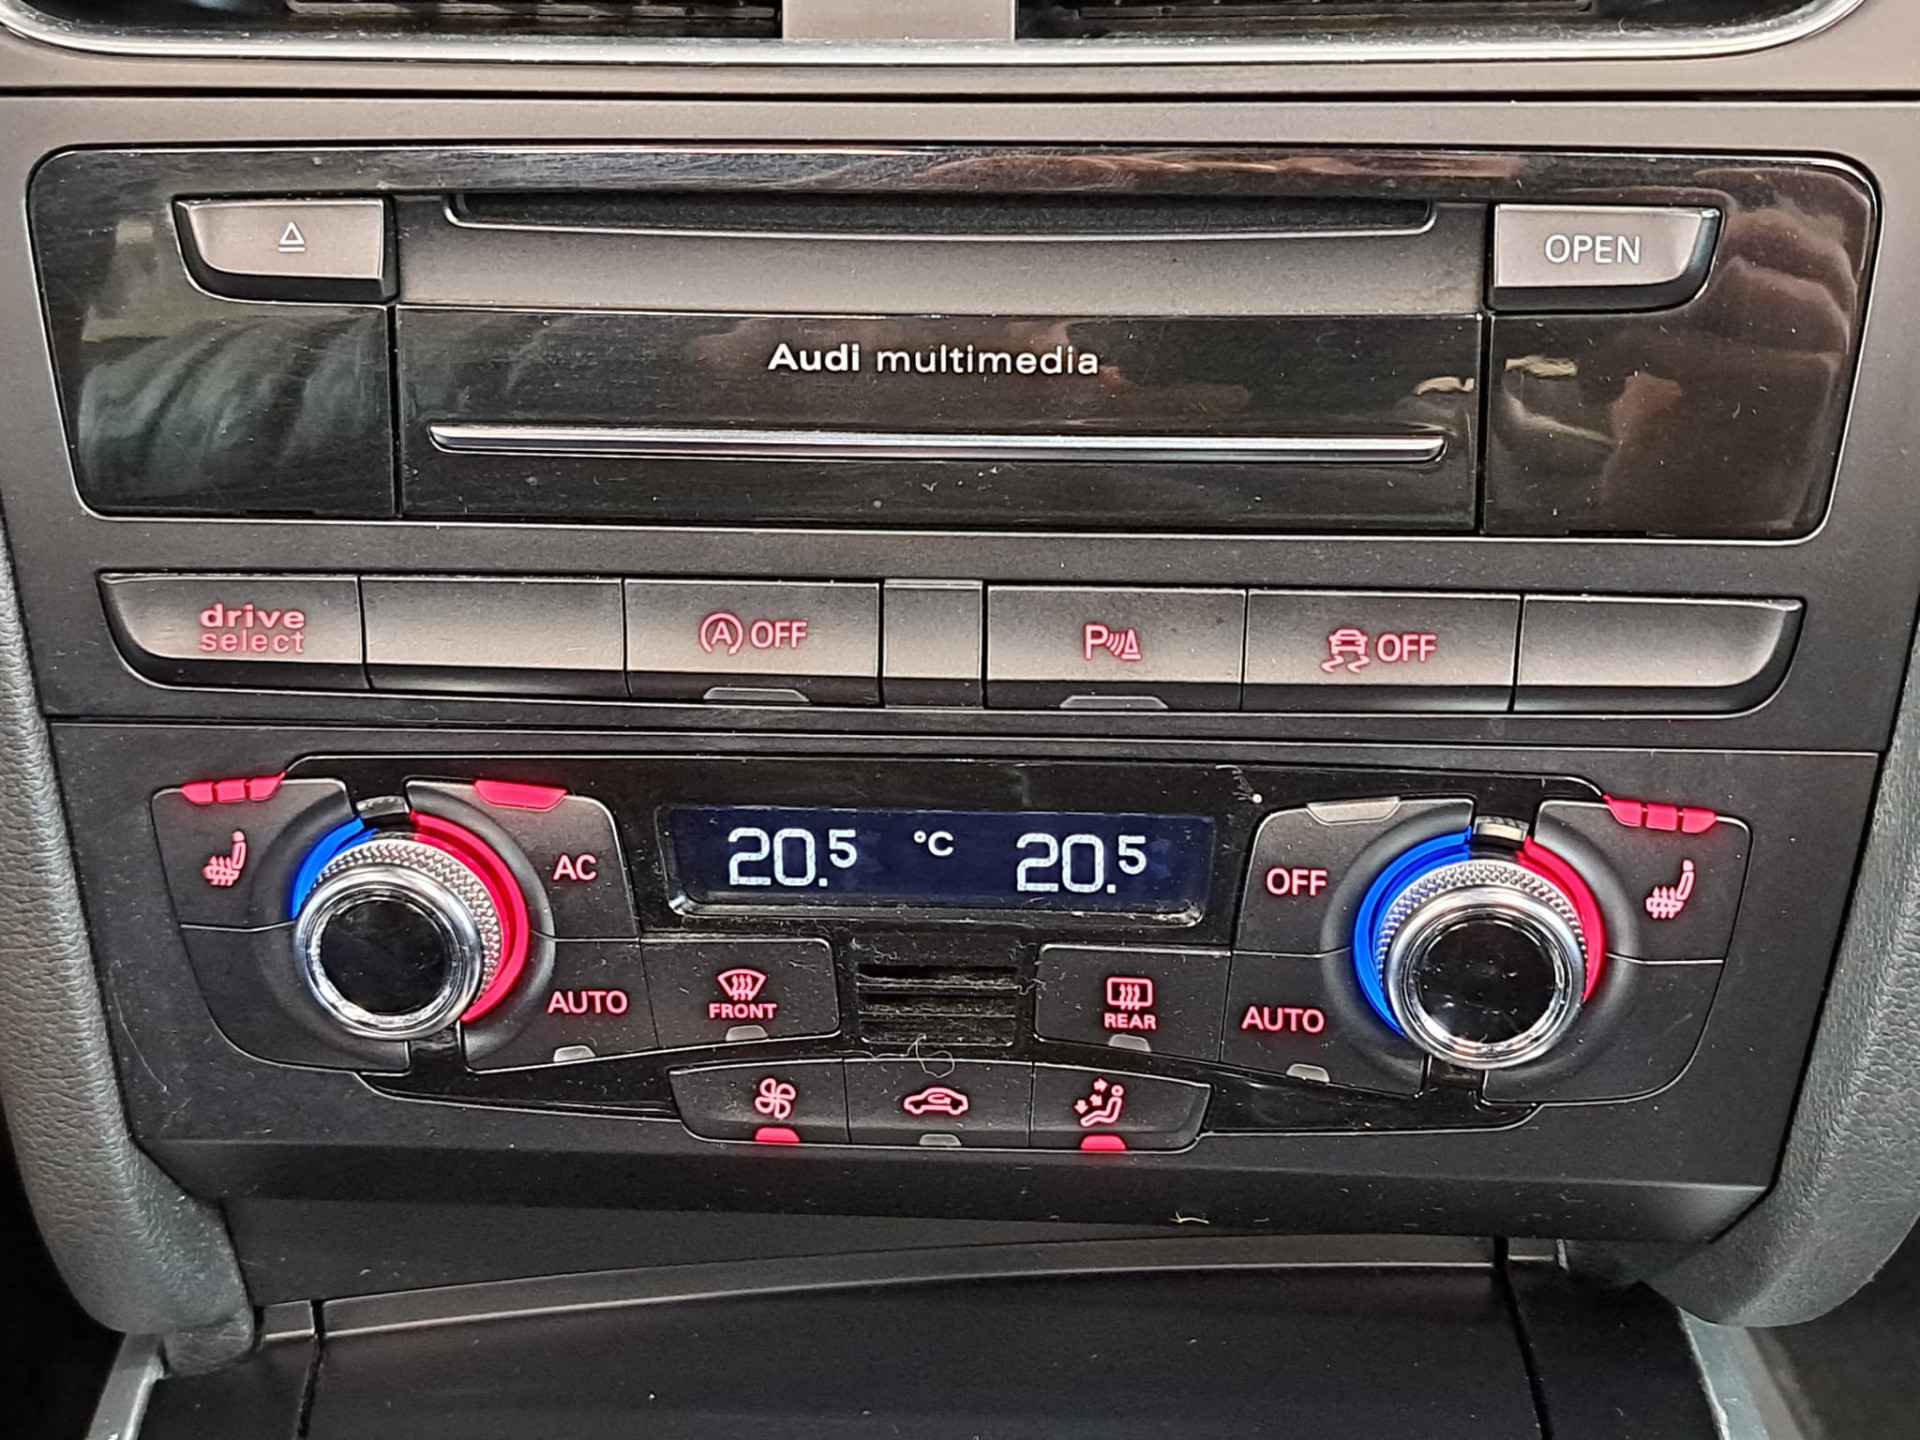 OPEN
Audi multimedia
drive
select
A OFF
P
OFF
AC
20.5 °C 20.5
OFF
AUTO
FRONT
REAR
AUTO